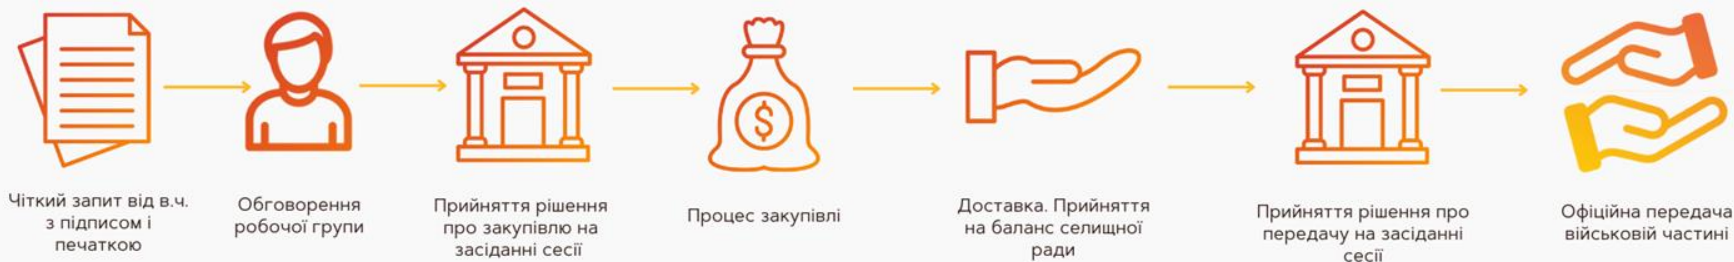 Чіткий запит від в.ч.
з підписом і
печаткою
Обговорення
робочої групи
Прийняття рішення
про закупівлю на
засіданні сесії
$
Процес закупівлі
Доставка. Прийняття
на баланс селищної
ради
Прийняття рішення про
передачу на засіданні
сесії
Офіційна передача
військовій частині